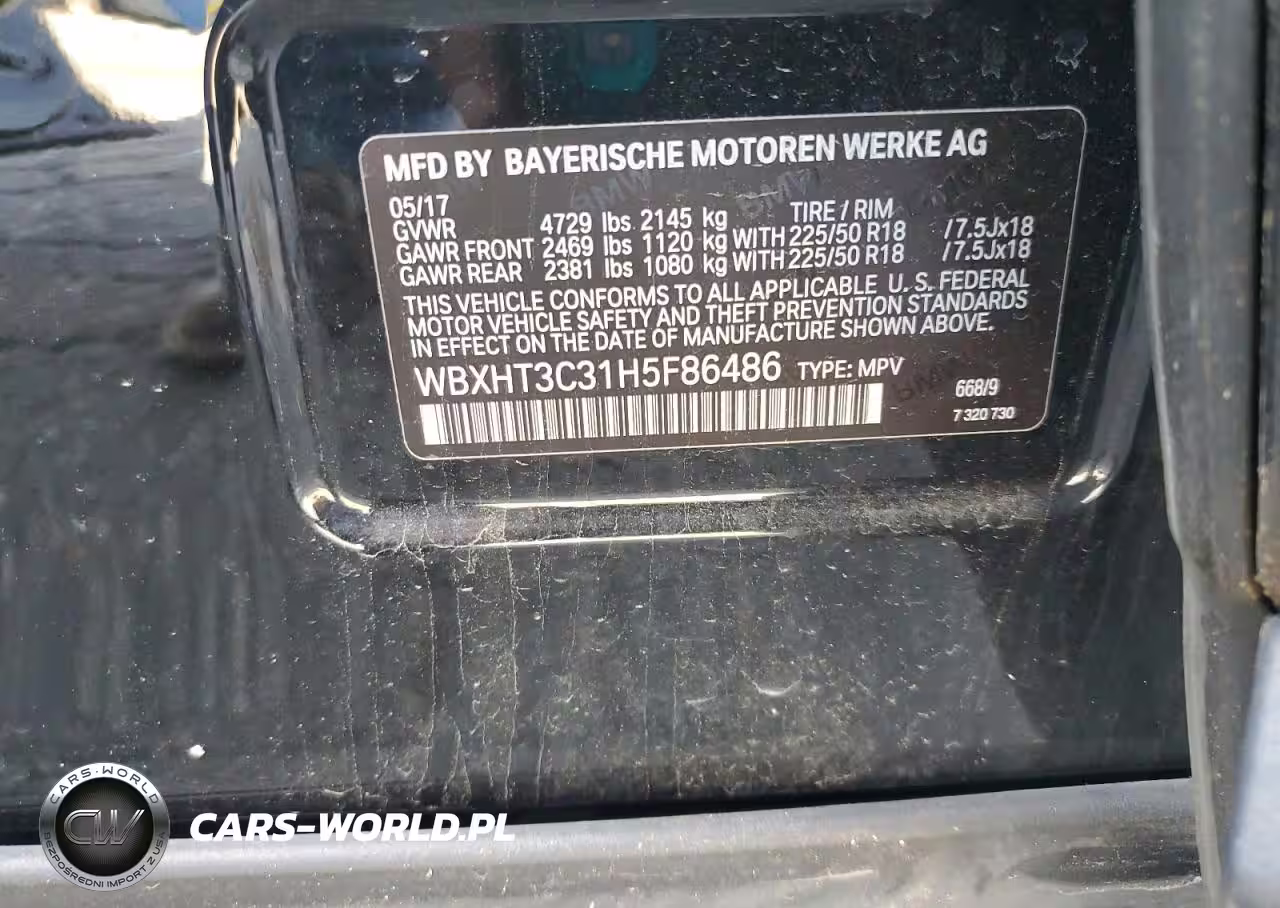 MFD BY BAYERISCHE MOTOREN WERKE AG
05/17 TIRE / RIM
GVWR 4729 lbs 2145 kg
GAWR FRONT 2469 lbs 1120 kg WITH 225/50 R18 /7.5Jx18
GAWR REAR 2381 lbs 1080 kg WITH 225/50 R18 /7.5Jx18
THIS VEHICLE CONFORMS TO ALL APPLICABLE U. S. FEDERAL
MOTOR VEHICLE SAFETY AND THEFT PREVENTION STANDARDS
IN EFFECT ON THE DATE OF MANUFACTURE SHOWN ABOVE.
WBXHT3C31H5F86486 TYPE: MPV
668/9
7 320 730
CARS-WORLD
CW
BEZPOŚREDNI IMPORT Z USA
CARS-WORLD.PL